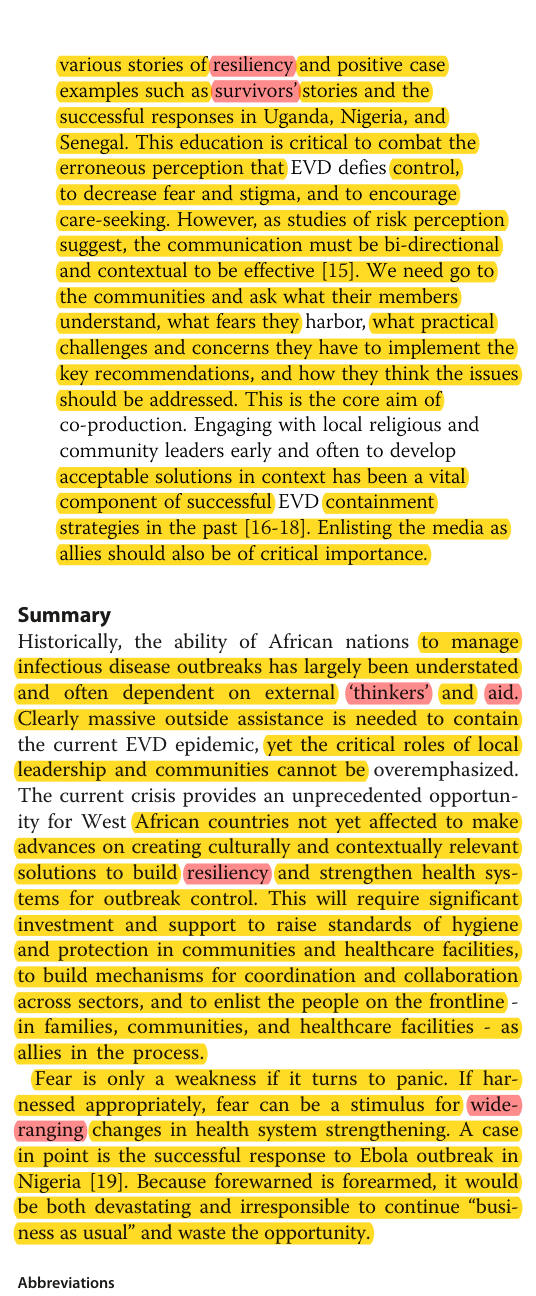 various stories of resiliency and positive case
examples such as survivors' stories and the
successful responses in Uganda, Nigeria, and
Senegal. This education is critical to combat the
erroneous perception that EVD defies control,
to decrease fear and stigma, and to encourage
care-seeking. However, as studies of risk perception
suggest, the communication must be bi-directional
and contextual to be effective [15]. We need go to
the communities and ask what their members
understand, what fears they harbor, what practical
challenges and concerns they have to implement the
key recommendations, and how they think the issues
should be addressed. This is the core aim of
co-production. Engaging with local religious and
community leaders early and often to develop
acceptable solutions in context has been a vital
component of successful EVD containment
strategies in the past [16-18]. Enlisting the media as
allies should also be of critical importance.
Summary
Historically, the ability of African nations to manage
infectious disease outbreaks has largely been understated
and often dependent on external 'thinkers' and aid.
Clearly massive outside assistance is needed to contain
the current EVD epidemic, yet the critical roles of local
leadership and communities cannot be overemphasized.
The current crisis provides an unprecedented opportun-
ity for West African countries not yet affected to make
advances on creating culturally and contextually relevant
solutions to build resiliency and strengthen health sys-
tems for outbreak control. This will require significant
investment and support to raise standards of hygiene
and protection in communities and healthcare facilities,
to build mechanisms for coordination and collaboration
across sectors, and to enlist the people on the frontline -
in families, communities, and healthcare facilities - as
allies in the process.
Fear is only a weakness if it turns to panic. If har-
nessed appropriately, fear can be a stimulus for wide-
ranging changes in health system strengthening. A case
in point is the successful response to Ebola outbreak in
Nigeria [19]. Because forewarned is forearmed, it would
be both devastating and irresponsible to continue "busi-
ness as usual" and waste the opportunity.
Abbreviations